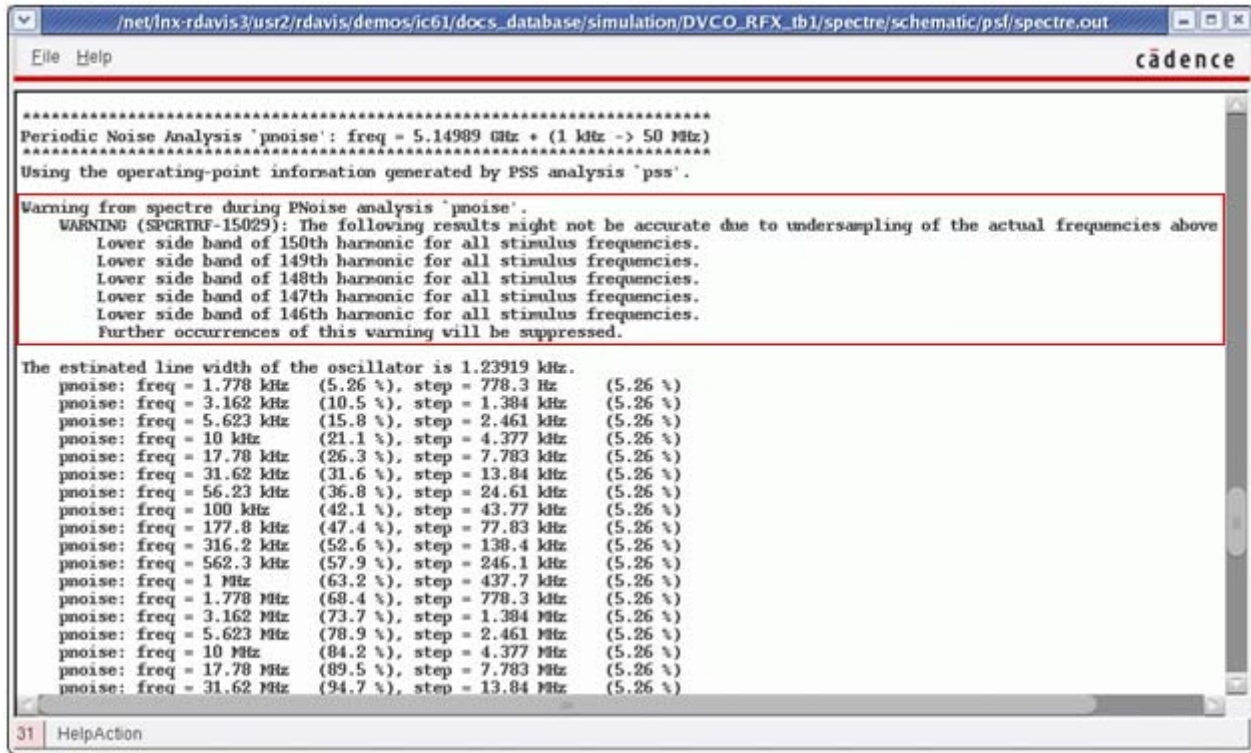 /net/lnx-rdavis3/usr2/rdavis/demos/ic61/docs_database/simulation/DVCO_RFX_tb1/spectre/schematic/psf/spectre.out
File Help
cādence
**********************************************************************
Periodic Noise Analysis `pnoise': freq = 5.14989 GHz + (1 kHz -> 50 MHz)
**********************************************************************
Using the operating-point information generated by PSS analysis `pss'.
Warning from spectre during PNoise analysis `pnoise'.
WARNING (SPCRTRF-15029): The following results might not be accurate due to undersampling of the actual frequencies above
Lower side band of 150th harmonic for all stimulus frequencies.
Lower side band of 149th harmonic for all stimulus frequencies.
Lower side band of 148th harmonic for all stimulus frequencies.
Lower side band of 147th harmonic for all stimulus frequencies.
Lower side band of 146th harmonic for all stimulus frequencies.
Further occurrences of this warning will be suppressed.
The estimated line width of the oscillator is 1.23919 kHz.
pnoise: freq = 1.778 kHz (5.26 %), step = 778.3 Hz (5.26 %)
pnoise: freq = 3.162 kHz (10.5 %), step = 1.384 kHz (5.26 %)
pnoise: freq = 5.623 kHz (15.8 %), step = 2.461 kHz (5.26 %)
pnoise: freq = 10 kHz (21.1 %), step = 4.377 kHz (5.26 %)
pnoise: freq = 17.78 kHz (26.3 %), step = 7.783 kHz (5.26 %)
pnoise: freq = 31.62 kHz (31.6 %), step = 13.84 kHz (5.26 %)
pnoise: freq = 56.23 kHz (36.8 %), step = 24.61 kHz (5.26 %)
pnoise: freq = 100 kHz (42.1 %), step = 43.77 kHz (5.26 %)
pnoise: freq = 177.8 kHz (47.4 %), step = 77.83 kHz (5.26 %)
pnoise: freq = 316.2 kHz (52.6 %), step = 138.4 kHz (5.26 %)
pnoise: freq = 562.3 kHz (57.9 %), step = 246.1 kHz (5.26 %)
pnoise: freq = 1 MHz (63.2 %), step = 437.7 kHz (5.26 %)
pnoise: freq = 1.778 MHz (68.4 %), step = 778.3 kHz (5.26 %)
pnoise: freq = 3.162 MHz (73.7 %), step = 1.384 MHz (5.26 %)
pnoise: freq = 5.623 MHz (78.9 %), step = 2.461 MHz (5.26 %)
pnoise: freq = 10 MHz (84.2 %), step = 4.377 MHz (5.26 %)
pnoise: freq = 17.78 MHz (89.5 %), step = 7.783 MHz (5.26 %)
pnoise: freq = 31.62 MHz (94.7 %), step = 13.84 MHz (5.26 %)
31 HelpAction